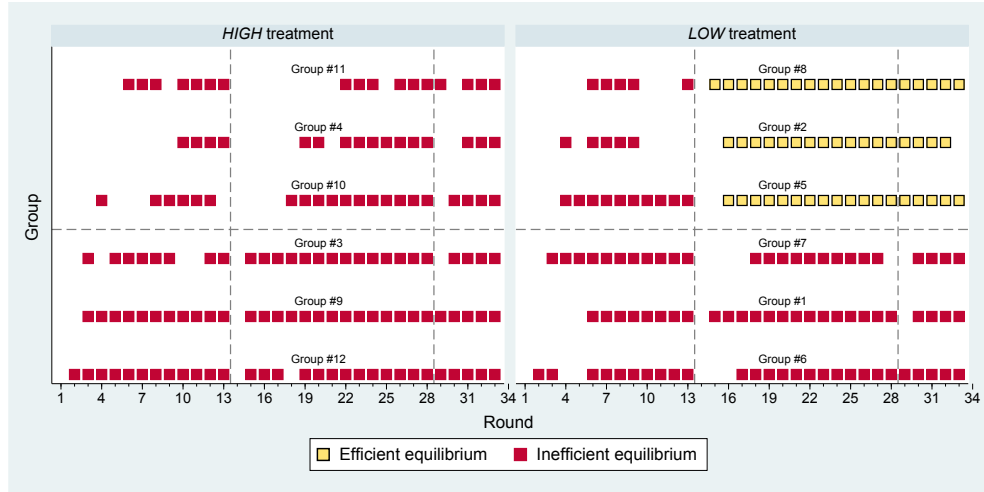 HIGH treatment
LOW treatment
Group
Group #11
Group #4
Group #10
Group #3
Group #9
Group #12
Group #8
Group #2
Group #5
Group #7
Group #1
Group #6
1 4 7 10 13 16 19 22 25 28 31 34
1 4 7 10 13 16 19 22 25 28 31 34
Round
Efficient equilibrium Inefficient equilibrium